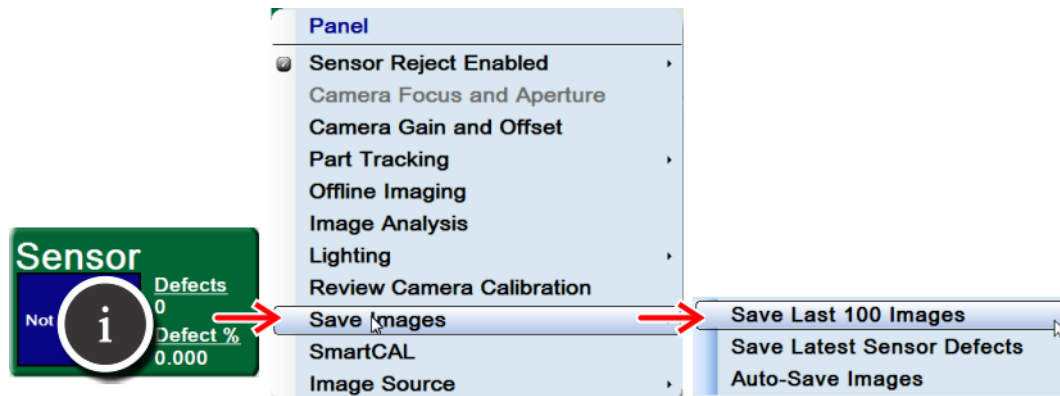 Sensor
Not
i
Defects
0
Defect %
0.000
Panel
Sensor Reject Enabled
Camera Focus and Aperture
Camera Gain and Offset
Part Tracking
Offline Imaging
Image Analysis
Lighting
Review Camera Calibration
Save Images
SmartCAL
Image Source
Save Last 100 Images
Save Latest Sensor Defects
Auto-Save Images